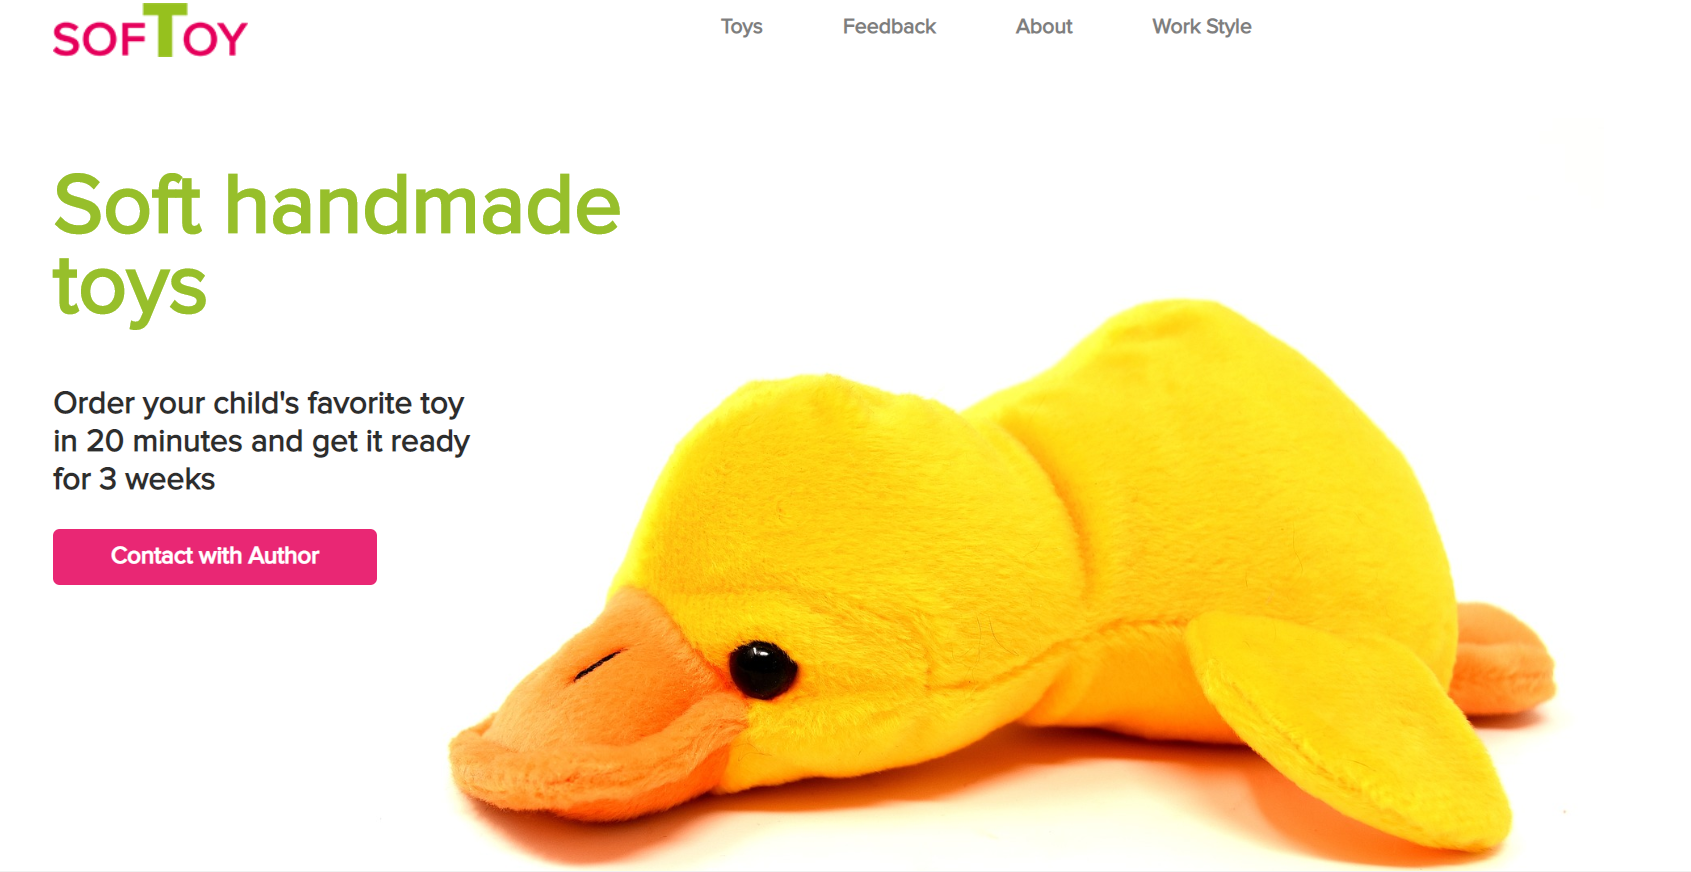 SOFTOY
Toys
Feedback
About
Work Style
Soft handmade
toys
Order your child's favorite toy
in 20 minutes and get it ready
for 3 weeks
Contact with Author